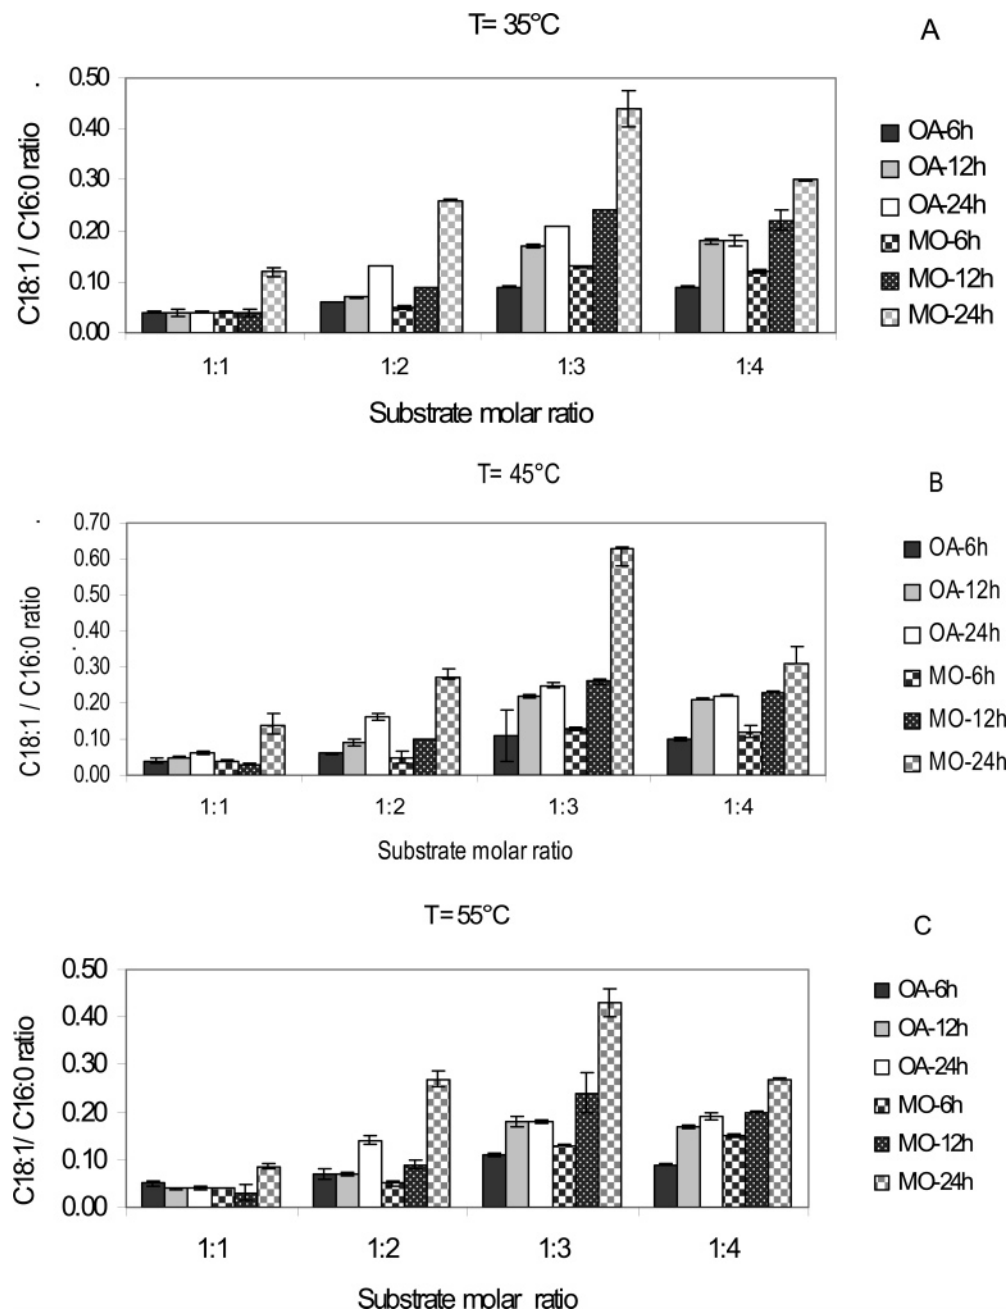 T= 35°C
A
0.50
0.40
0.30
0.20
0.10
0.00
C18:1 / C16:0 ratio
1:1
1:2
1:3
1:4
Substrate molar ratio
OA-6h
OA-12h
OA-24h
MO-6h
MO-12h
MO-24h
T= 45°C
B
0.70
0.60
0.50
0.40
0.30
0.20
0.10
0.00
C18:1 / C16:0 ratio
1:1
1:2
1:3
1:4
Substrate molar ratio
OA-6h
OA-12h
OA-24h
MO-6h
MO-12h
MO-24h
T= 55°C
C
0.50
0.40
0.30
0.20
0.10
0.00
C18:1/ C16:0 ratio
1:1
1:2
1:3
1:4
Substrate molar ratio
OA-6h
OA-12h
OA-24h
MO-6h
MO-12h
MO-24h